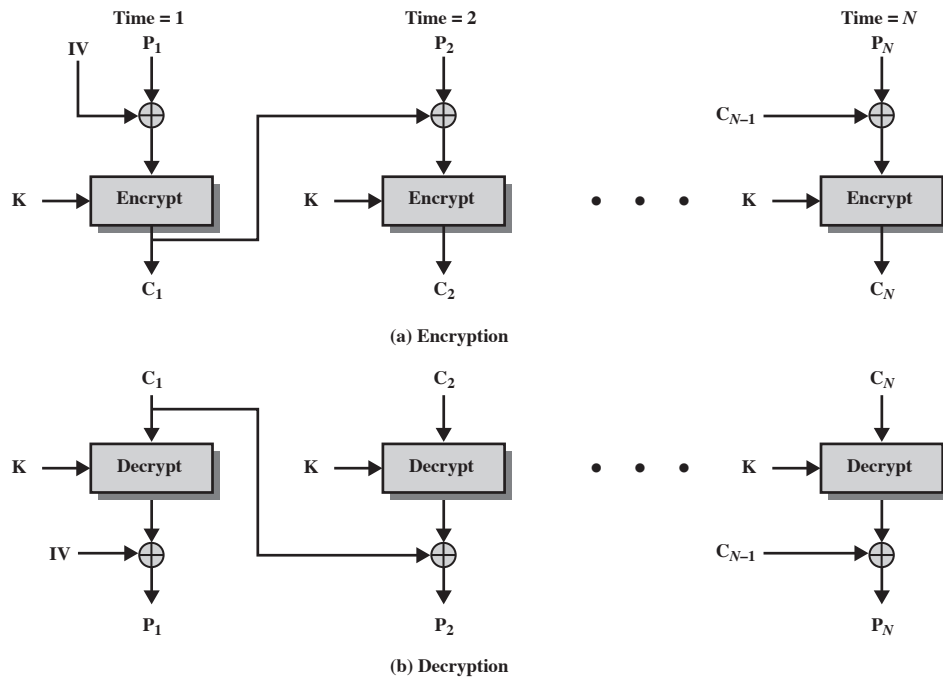 Time = 1 Time = 2 Time = N
IV P1 P2 PN
CN–1
K Encrypt K Encrypt K Encrypt
C1 C2 CN
(a) Encryption
C1 C2 CN
K Decrypt K Decrypt K Decrypt
IV CN–1
P1 P2 PN
(b) Decryption